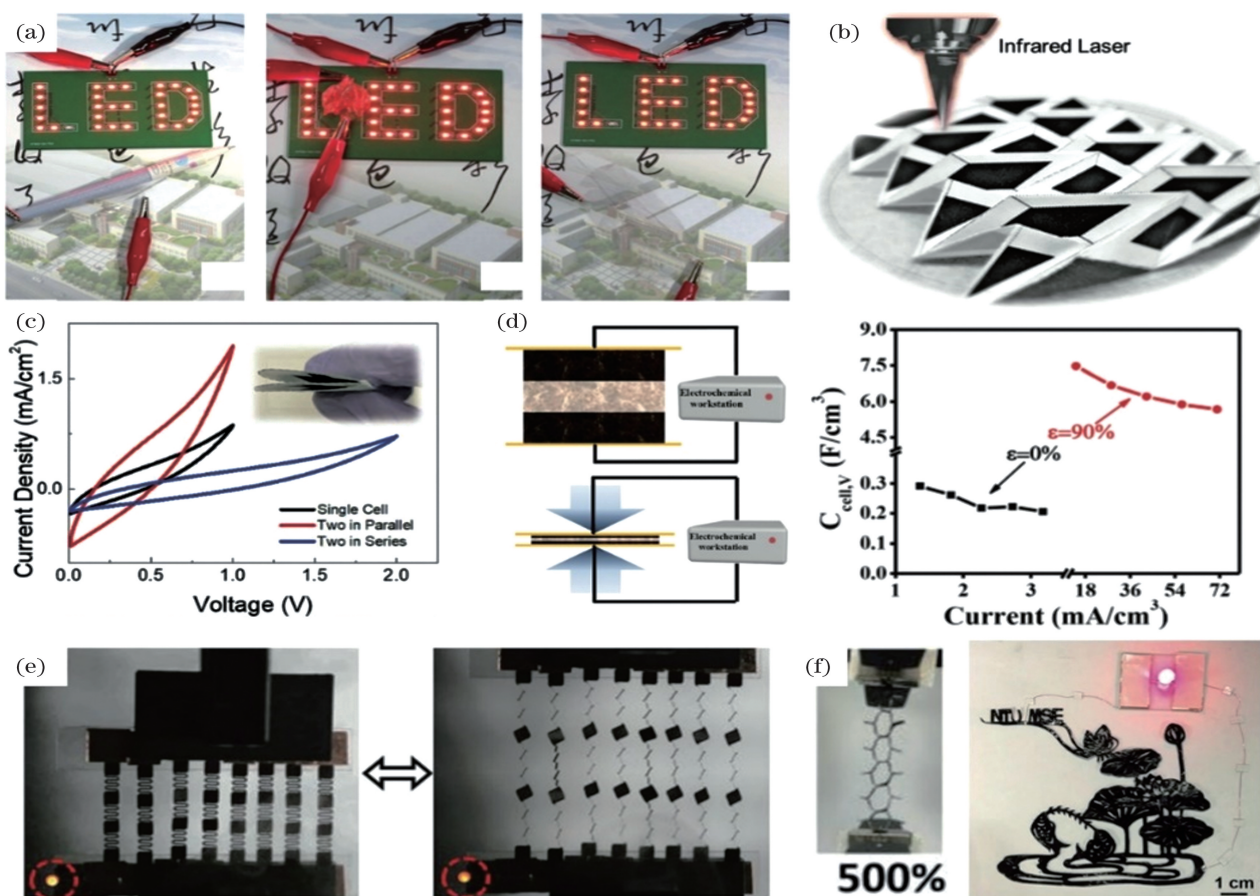 (a)
LED
LED
LED
(b)
Infrared Laser
(c)
Current Density (mA/cm²)
1.5
0.0
Single Cell
Two in Parallel
Two in Series
0.0 0.5 1.0 1.5 2.0
Voltage (V)
(d)
Electrochemical
workstation
Electrochemical
workstation
C cell,V (F/cm³)
9.0
7.5
6.0
4.5
0.3
0.2
0.1
0.0
ε=90%
ε=0%
1 2 3 18 36 54 72
Current (mA/cm³)
(e)
(f)
500%
NTU MSE
1 cm